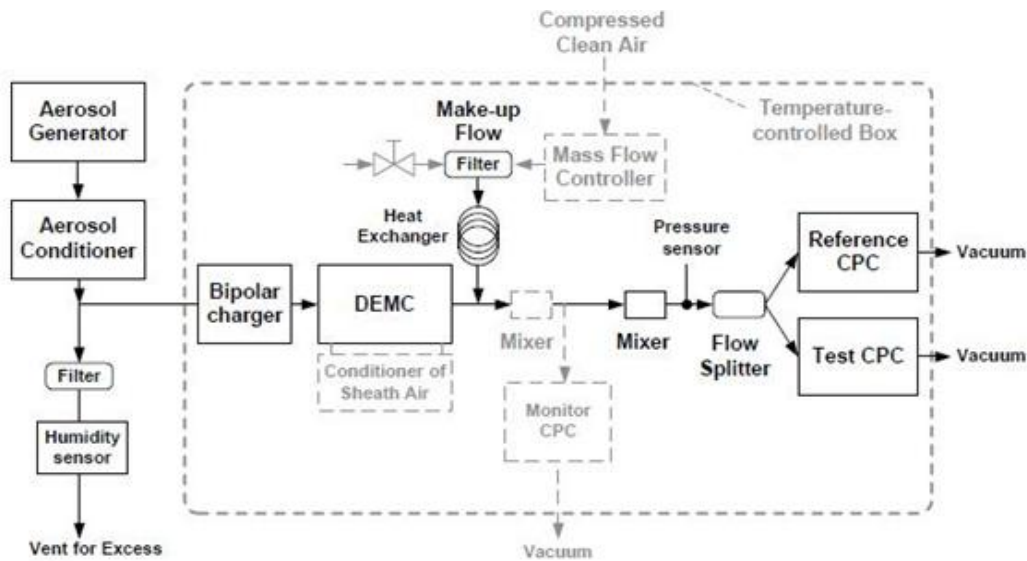 Compressed
Clean Air
Aerosol
Generator
Make-up
Flow
Temperature-
controlled Box
Filter
Mass Flow
Controller
Aerosol
Conditioner
Heat
Exchanger
Pressure
sensor
Reference
CPC
Vacuum
Bipolar
charger
DEMC
Mixer
Mixer
Flow
Splitter
Test CPC
Vacuum
Filter
Conditioner of
Sheath Air
Monitor
CPC
Humidity
sensor
Vent for Excess
Vacuum